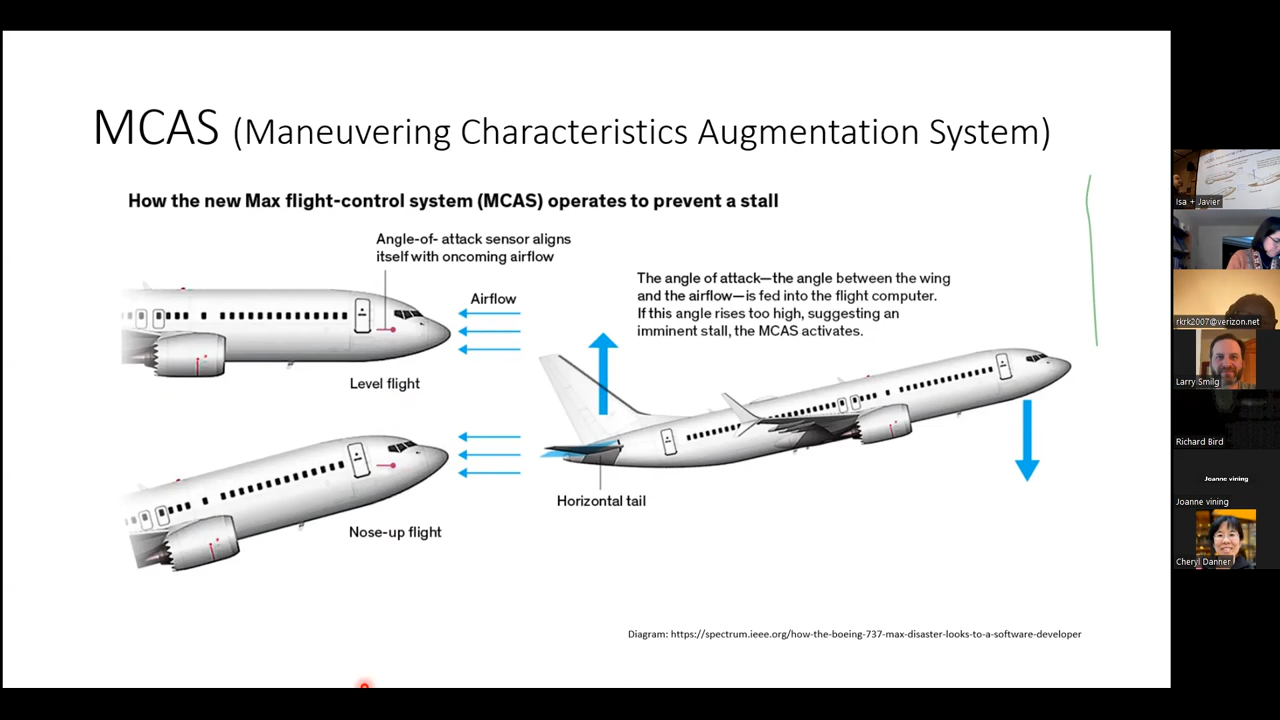 MCAS (Maneuvering Characteristics Augmentation System)
How the new Max flight-control system (MCAS) operates to prevent a stall
Angle-of- attack sensor aligns
itself with oncoming airflow
Airflow
Level flight
The angle of attack—the angle between the wing
and the airflow—is fed into the flight computer.
If this angle rises too high, suggesting an
imminent stall, the MCAS activates.
Horizontal tail
Nose-up flight
Diagram: https://spectrum.ieee.org/how-the-boeing-737-max-disaster-looks-to-a-software-developer
Isa + Javier
rkrk2007@verizon.net
Larry Smilg
Richard Bird
Joanne vining
Joanne vining
Cheryl Danner